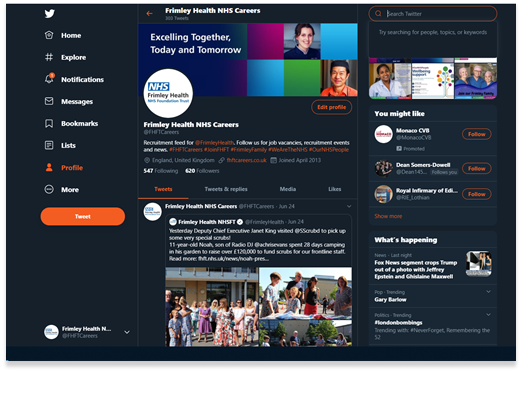 Home
Explore
Notifications
Messages
Bookmarks
Lists
Profile
More
Tweet
Frimley Health N...
@FHFTCareers
Frimley Health NHS Careers
Excelling Together,
Today and Tomorrow
NHS
Frimley Health
NHS Foundation Trust
Edit profile
Frimley Health NHS Careers
@FHFTCareers
Recruitment feed for @FrimleyHealth. Follow us for job vacancies, recruitment events
and news. #FHFTCareers #JoinFHFT #FrimleyFamily #WeAreTheNHS #OurNHSPeople
England, United Kingdom fhftcareers.co.uk Joined April 2013
547 Following 620 Followers
Tweets Tweets & replies Media Likes
Frimley Health NHS Careers @FHFTCareers · Jun 24
Frimley Health NHSFT @FrimleyHealth · Jun 24
Yesterday Deputy Chief Executive Janet King visited @SScrubd to pick up
some very special scrubs!
11-year-old Noah, son of Radio DJ @achrisevans spent 28 days camping
in his garden to raise over £120,000 to fund scrubs for our frontline staff.
Read more: fhft.nhs.uk/news/noah-pres...
Search Twitter
Try searching for people, topics, or keywords
You might like
Monaco CVB
@MonacoCVB
Follow
Promoted
Dean Somers-Dowell
@Dean145... Follows you
Follow
Royal Infirmary of Edi...
@RIE_Lothian
Follow
Show more
What's happening
News · Last night
Fox News segment crops Trump
out of a photo with Jeffrey
Epstein and Ghislaine Maxwell
Pop · Trending
Gary Barlow
Politics · Trending
#londonbombings
Trending with: #NeverForget, Remembering the
52